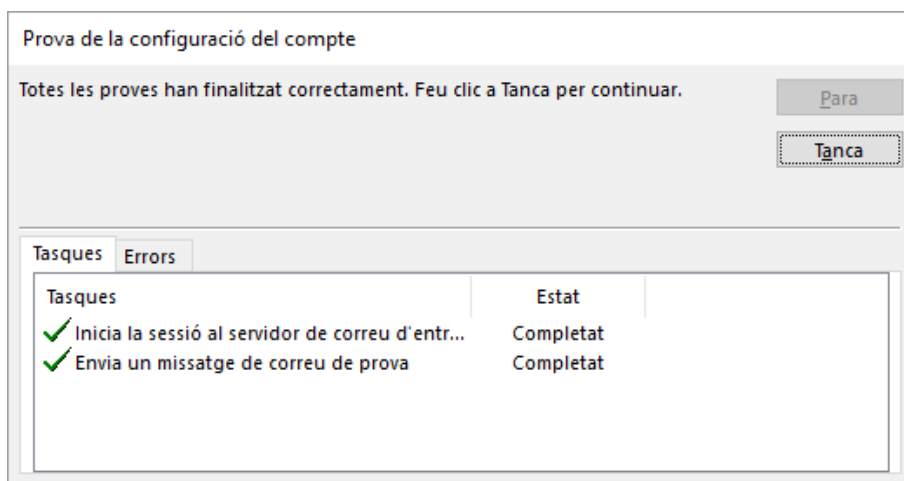 Prova de la configuració del compte
Totes les proves han finalitzat correctament. Feu clic a Tanca per continuar.
Para
Tanca
Tasques
Errors
Tasques
Estat
Inicia la sessió al servidor de correu d'entr...
Completat
Envia un missatge de correu de prova
Completat